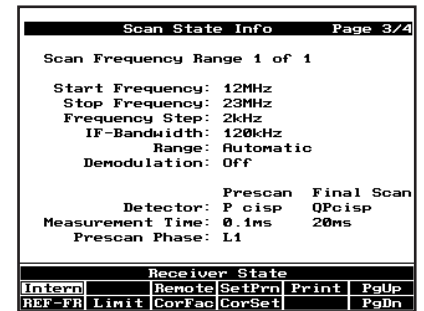 Scan State Info Page 3/4
Scan Frequency Range 1 of 1
Start Frequency: 12MHz
Stop Frequency: 23MHz
Frequency Step: 2kHz
IF-Bandwidth: 120kHz
Range: Automatic
Demodulation: Off
Prescan Final Scan
Detector: P cisp QPcisp
Measurement Time: 0.1ms 20ms
Prescan Phase: L1
Receiver State
Intern Remote SetPrn Print PgUp
REF-FR Limit CorFac CorSet PgDn